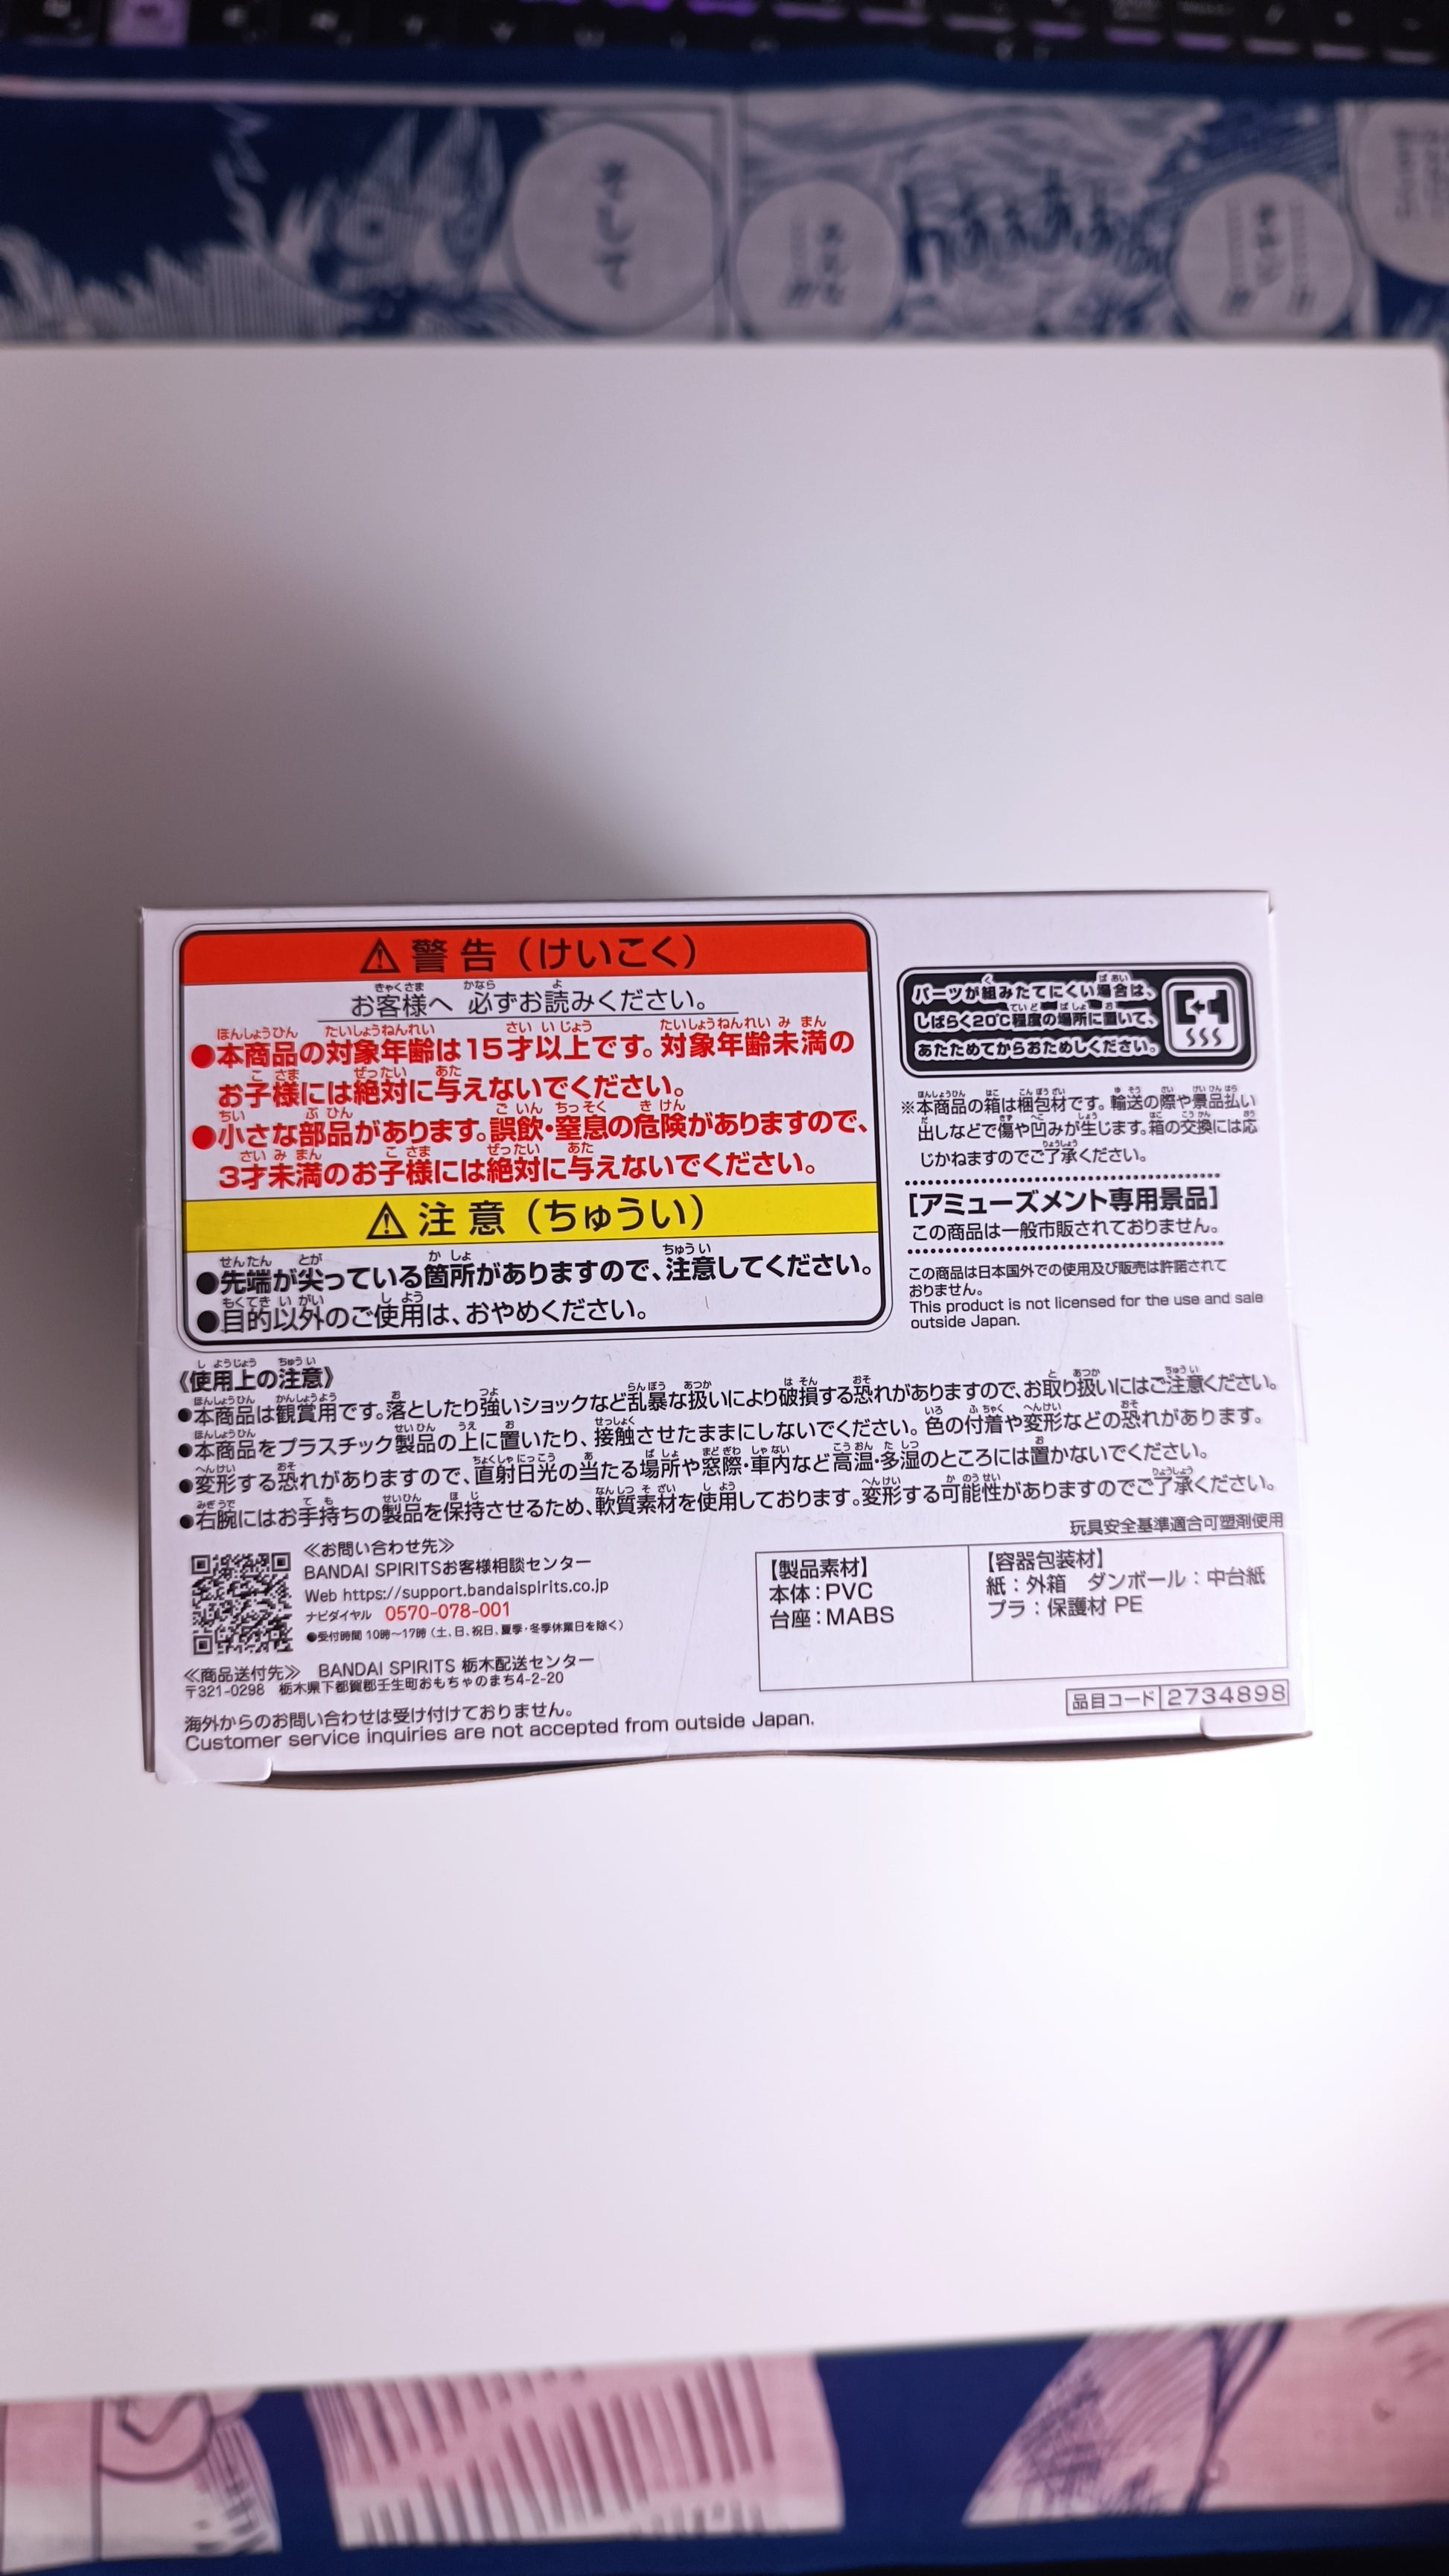 そして
⚠警告（けいこく）
お客様へ 必ずお読みください。
●本商品の対象年齢は15才以上です。対象年齢未満の
お子様には絶対に与えないでください。
●小さな部品があります。誤飲・窒息の危険がありますので、
3才未満のお子様には絶対に与えないでください。
⚠注意（ちゅうい）
●先端が尖っている箇所がありますので、注意してください。
●目的以外のご使用は、おやめください。
パーツが組みたてにくい場合は、
しばらく20℃程度の場所に置いて、
あたためてからおためしください。
※本商品の箱は梱包材です。輸送の際や景品払い
出しなどで傷や凹みが生じます。箱の交換には応
じかねますのでご了承ください。
[アミューズメント専用景品]
この商品は一般市販されておりません。
この商品は日本国外での使用及び販売は許諾されて
おりません。
This product is not licensed for the use and sale
outside Japan.
《使用上の注意》
●本商品は観賞用です。落としたり強いショックなど乱暴な扱いにより破損する恐れがありますので、お取り扱いにはご注意ください。
●本商品をプラスチック製品の上に置いたり、接触させたままにしないでください。色の付着や変形などの恐れがあります。
●変形する恐れがありますので、直射日光の当たる場所や窓際・車内など高温・多湿のところには置かないでください。
●右腕にはお手持ちの製品を保持させるため、軟質素材を使用しております。変形する可能性がありますのでご了承ください。
玩具安全基準適合可塑剤使用
≪お問い合わせ先≫
BANDAI SPIRITSお客様相談センター
Web https://support.bandaispirits.co.jp
ナビダイヤル 0570-078-001
●受付時間 10時～17時（土、日、祝日、夏季・冬季休業日を除く）
≪商品送付先≫ BANDAI SPIRITS 栃木配送センター
〒321-0298 栃木県下都賀郡壬生町おもちゃのまち4-2-20
海外からのお問い合わせは受け付けておりません。
Customer service inquiries are not accepted from outside Japan.
【製品素材】
本体：PVC
台座：MABS
【容器包装材】
紙：外箱 ダンボール：中台紙
プラ：保護材 PE
品目コード 2734898